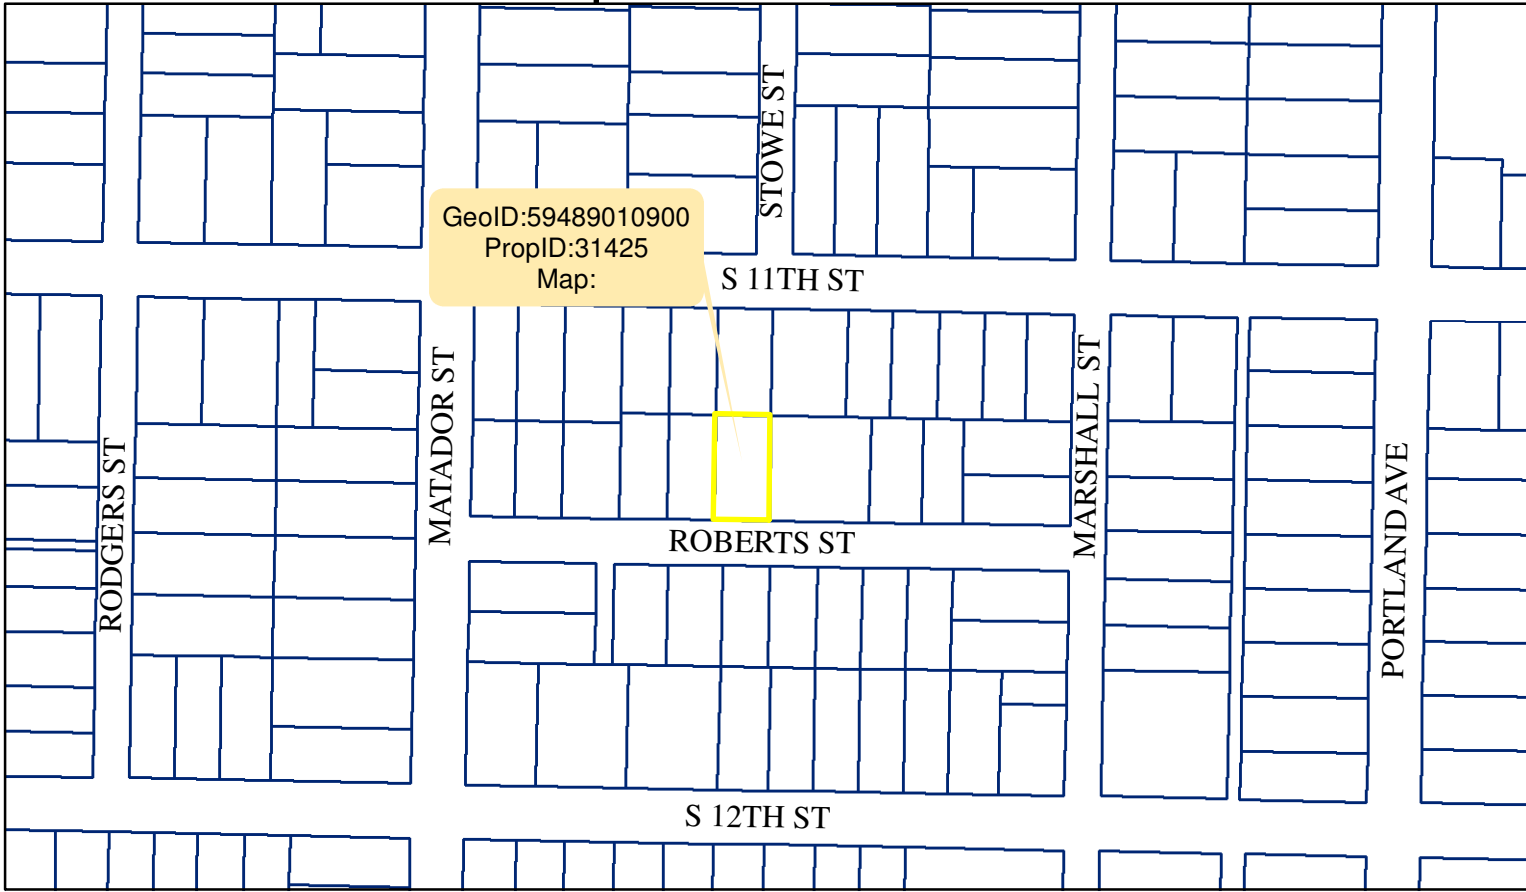 STOWE ST
GeoID:59489010900
PropID:31425
Map:
S 11TH ST
MATADOR ST
MARSHALL ST
RODGERS ST
PORTLAND AVE
ROBERTS ST
S 12TH ST